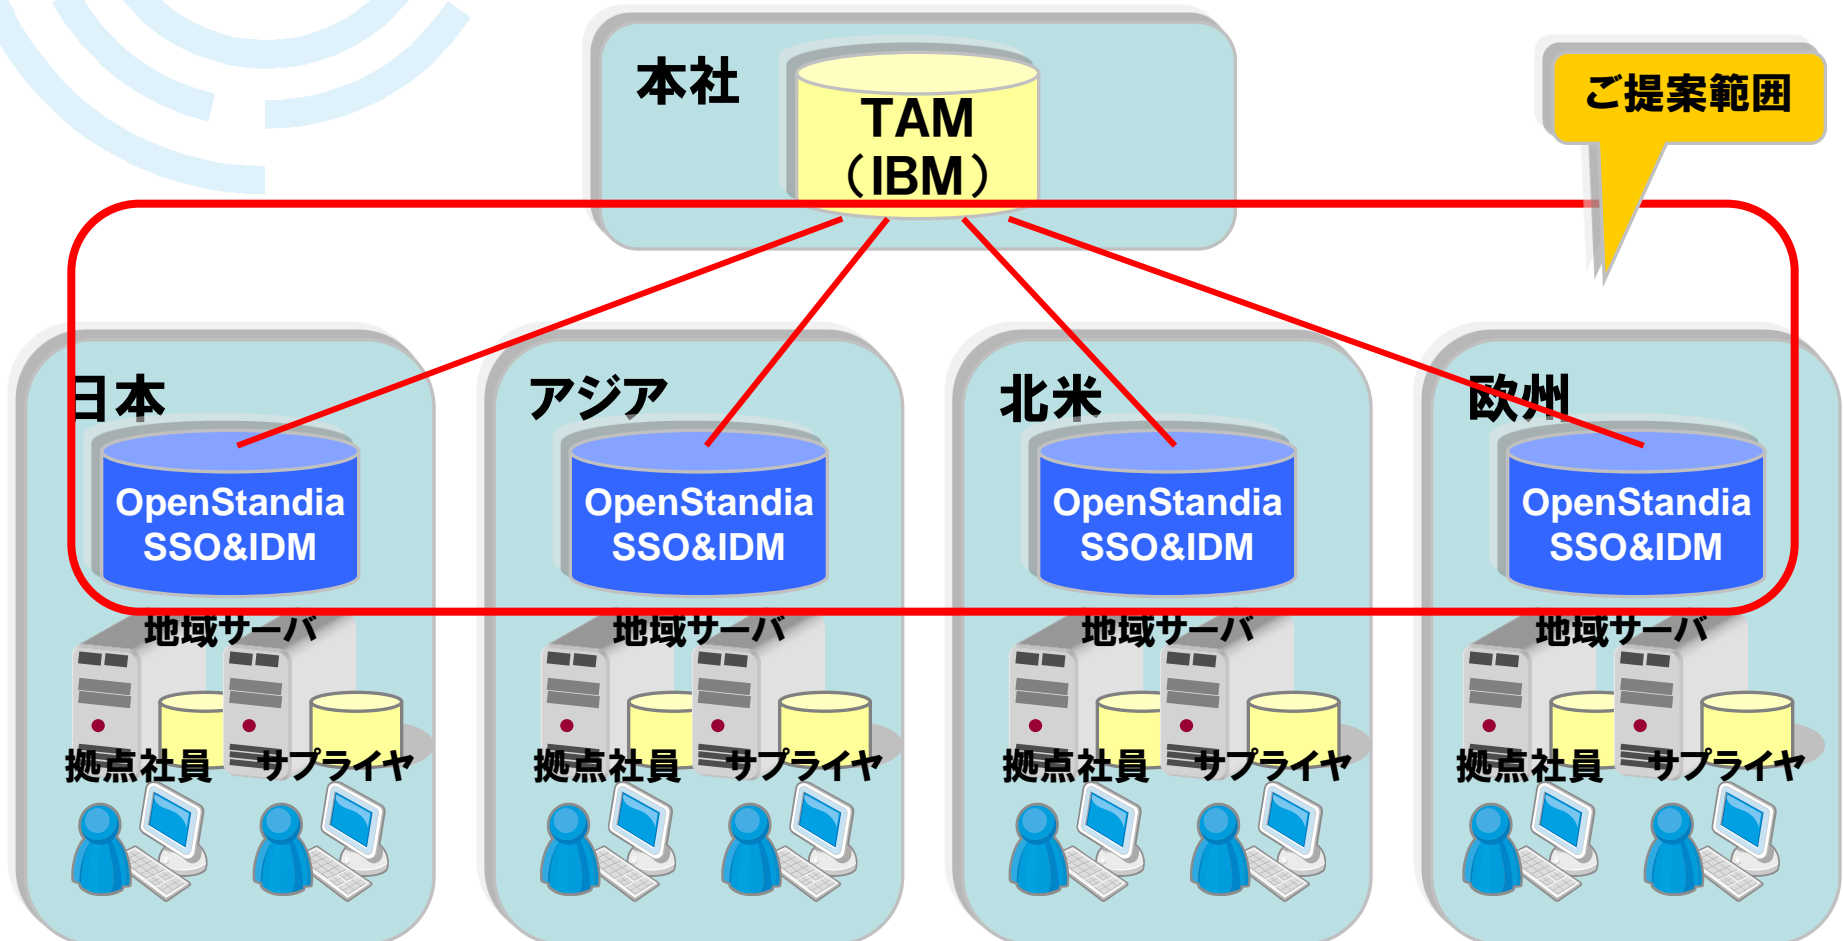 本社
TAM
（IBM）
ご提案範囲
日本
OpenStandia
SSO&IDM
地域サーバ
拠点社員
サプライヤ
アジア
OpenStandia
SSO&IDM
地域サーバ
拠点社員
サプライヤ
北米
OpenStandia
SSO&IDM
地域サーバ
拠点社員
サプライヤ
欧州
OpenStandia
SSO&IDM
地域サーバ
拠点社員
サプライヤ